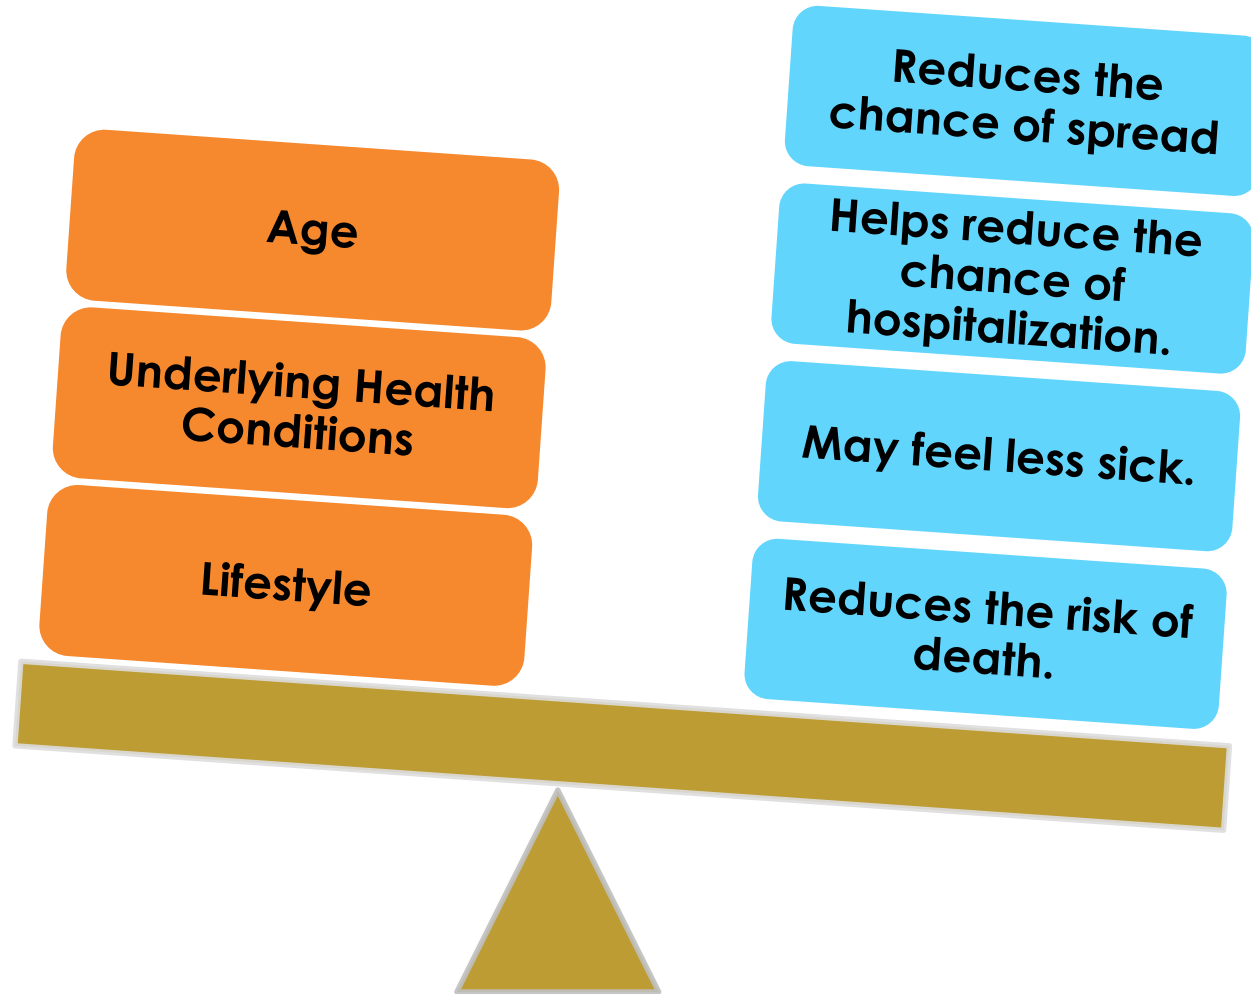 Age
Underlying Health
Conditions
Lifestyle
Reduces the
chance of spread
Helps reduce the
chance of
hospitalization.
May feel less sick.
Reduces the risk of
death.